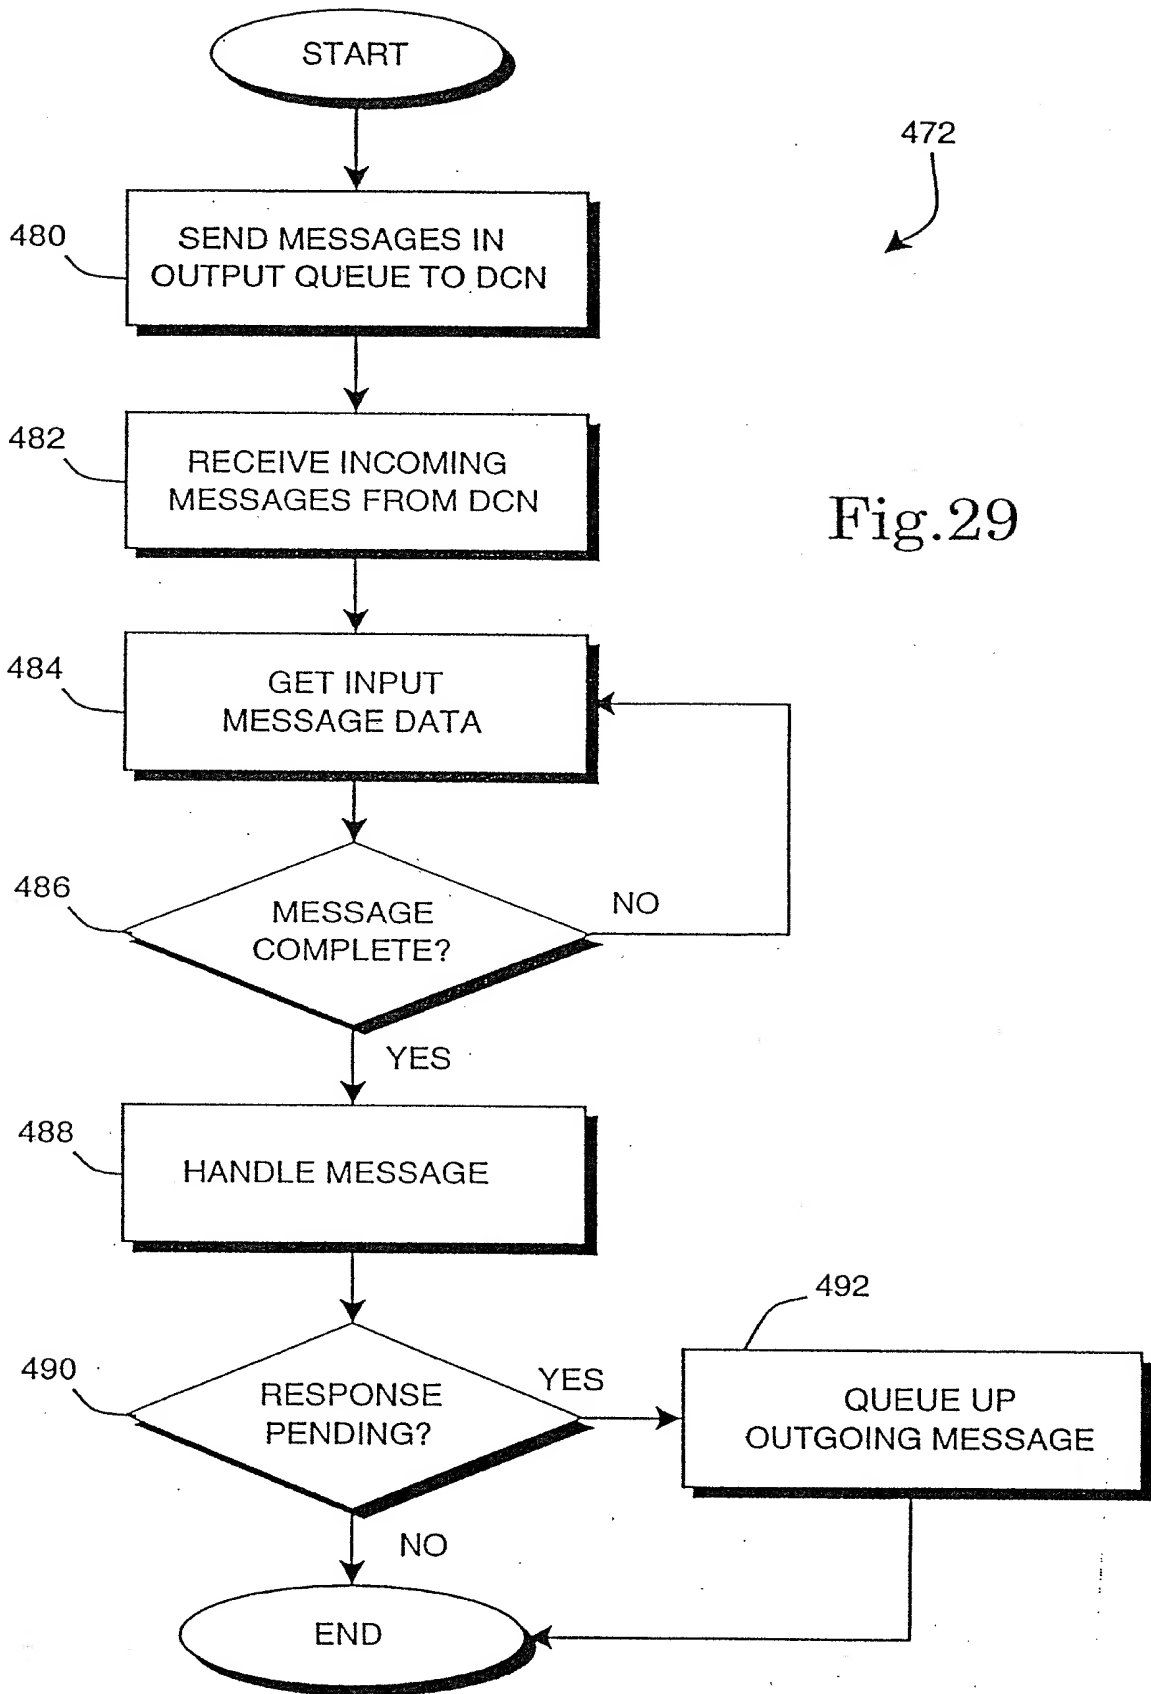 START
472
480
SEND MESSAGES IN
OUTPUT QUEUE TO DCN
482
RECEIVE INCOMING
MESSAGES FROM DCN
Fig.29
484
GET INPUT
MESSAGE DATA
486
MESSAGE
COMPLETE?
NO
YES
488
HANDLE MESSAGE
492
490
RESPONSE
PENDING?
YES
QUEUE UP
OUTGOING MESSAGE
NO
END